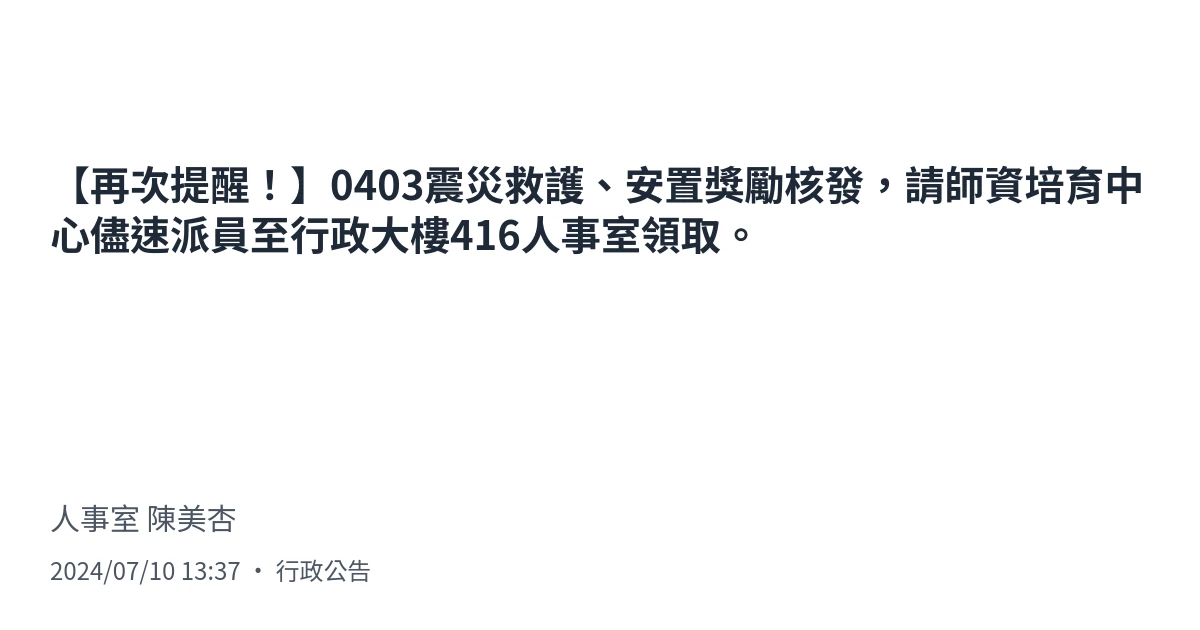 【再次提醒！】0403震災救護、安置獎勵核發，請師資培育中
心儘速派員至行政大樓416人事室領取。
人事室 陳美杏
2024/07/10 13:37 ・ 行政公告